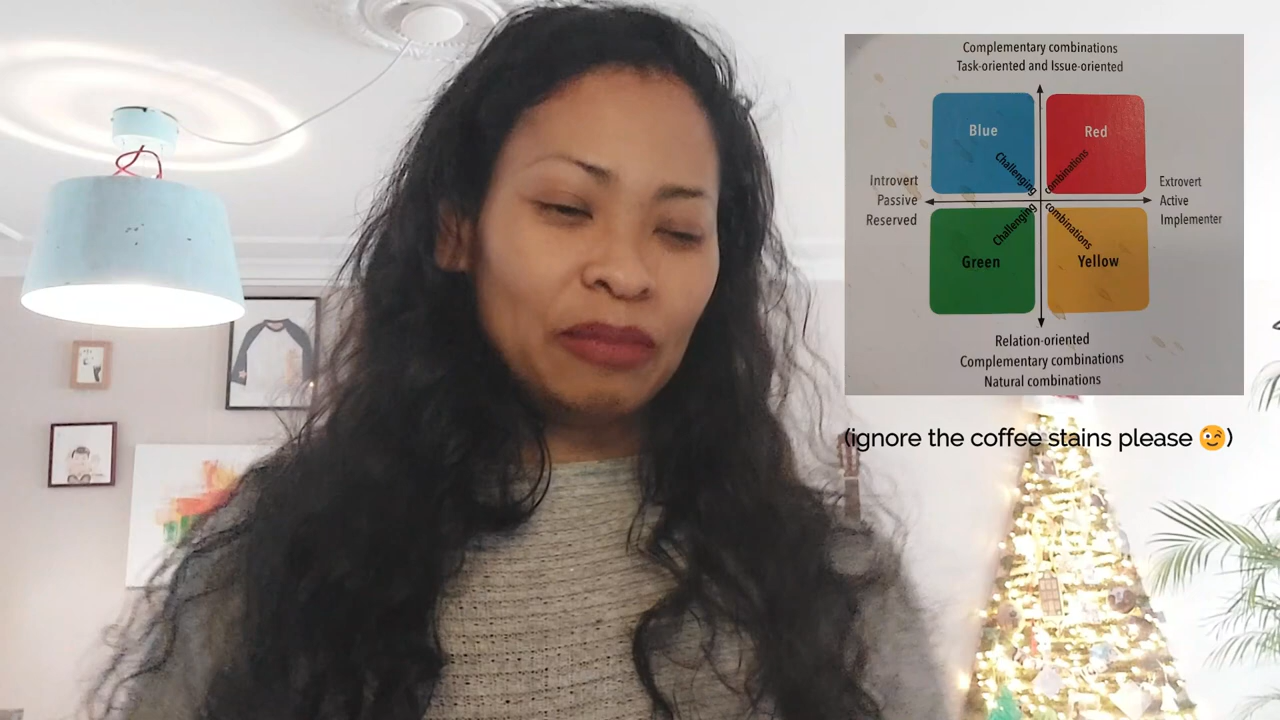 Complementary combinations
Task-oriented and Issue-oriented
Blue
Red
Challenging combinations
Introvert
Passive
Reserved
Extrovert
Active
Implementer
Challenging combinations
Green
Yellow
Relation-oriented
Complementary combinations
Natural combinations
(ignore the coffee stains please 😉)